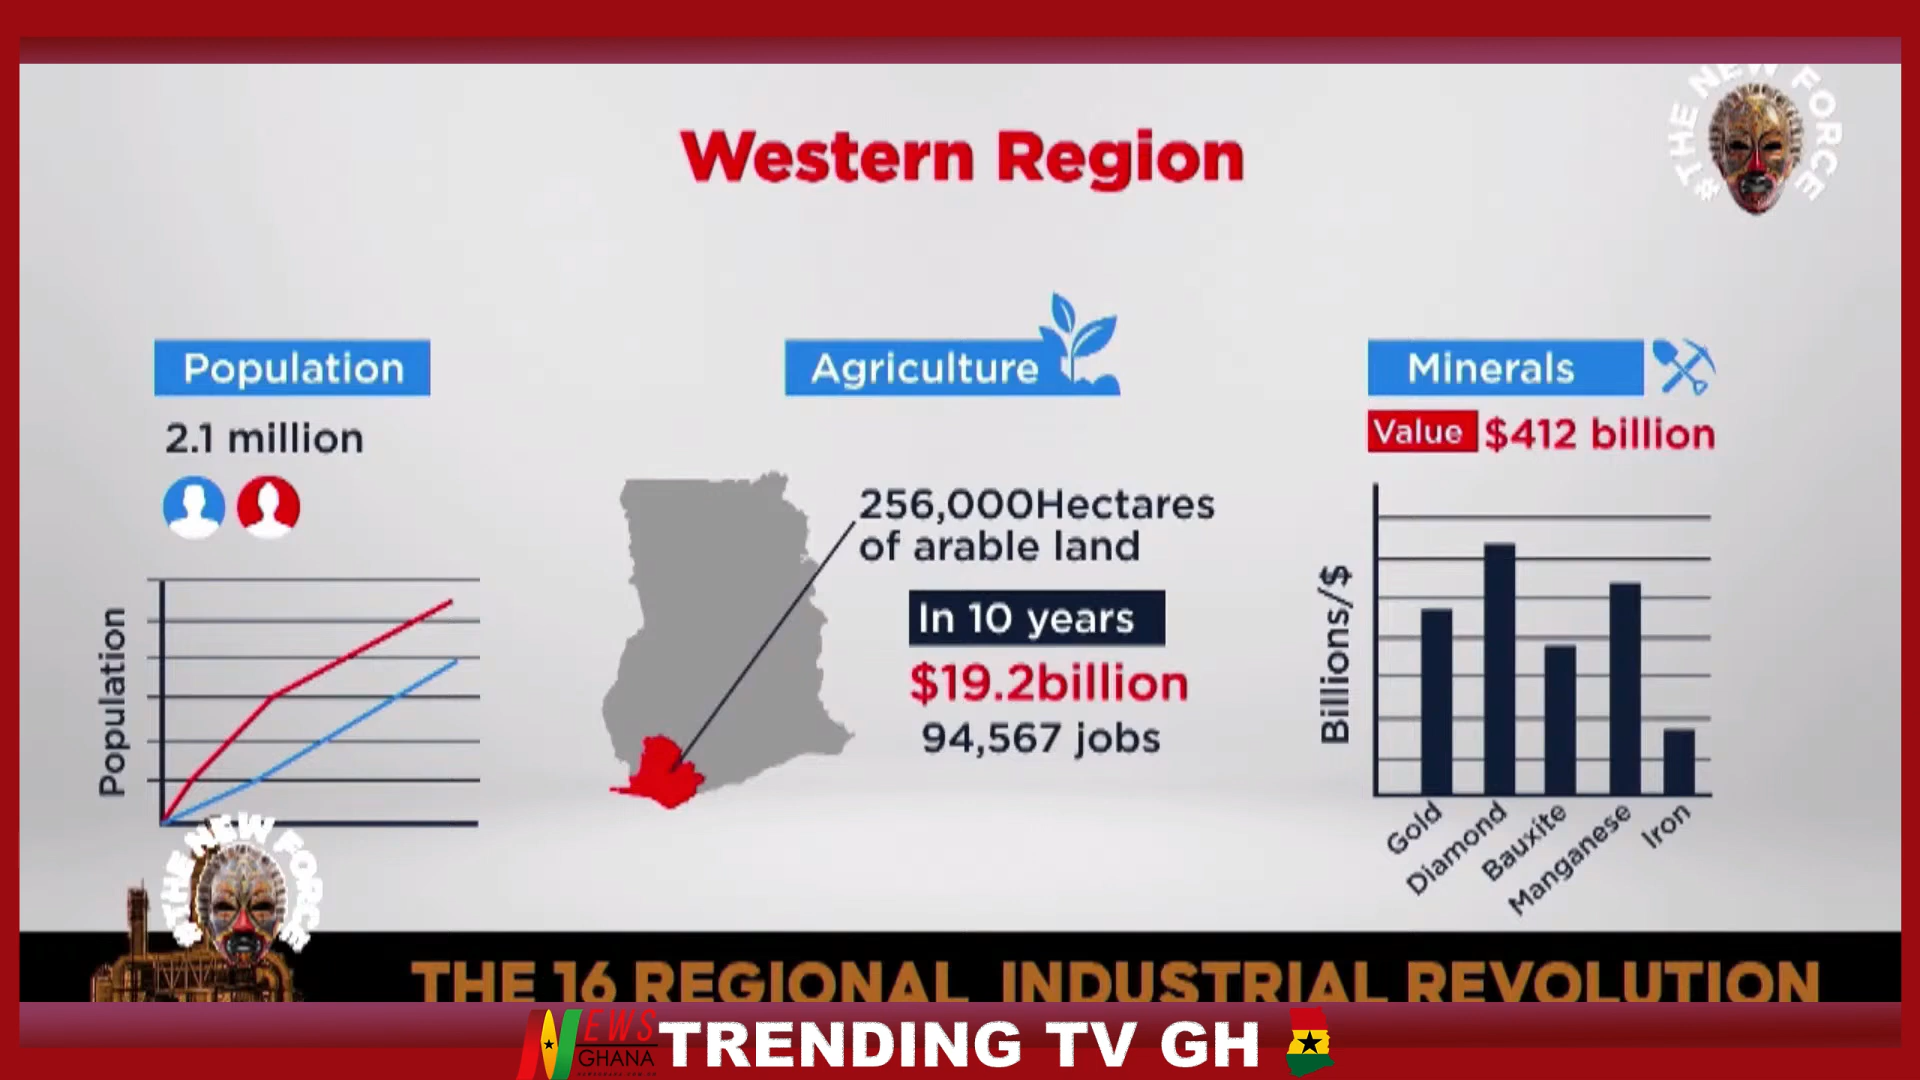 #THE NEW FORCE
Western Region
Population
2.1 million
Population
Agriculture
256,000Hectares
of arable land
In 10 years
$19.2billion
94,567 jobs
Minerals
Value $412 billion
Billions/$
Gold
Diamond
Bauxite
Manganese
Iron
#THE NEW FORCE
THE 16 REGIONAL INDUSTRIAL REVOLUTION
NEWS
GHANA
TRENDING TV GH